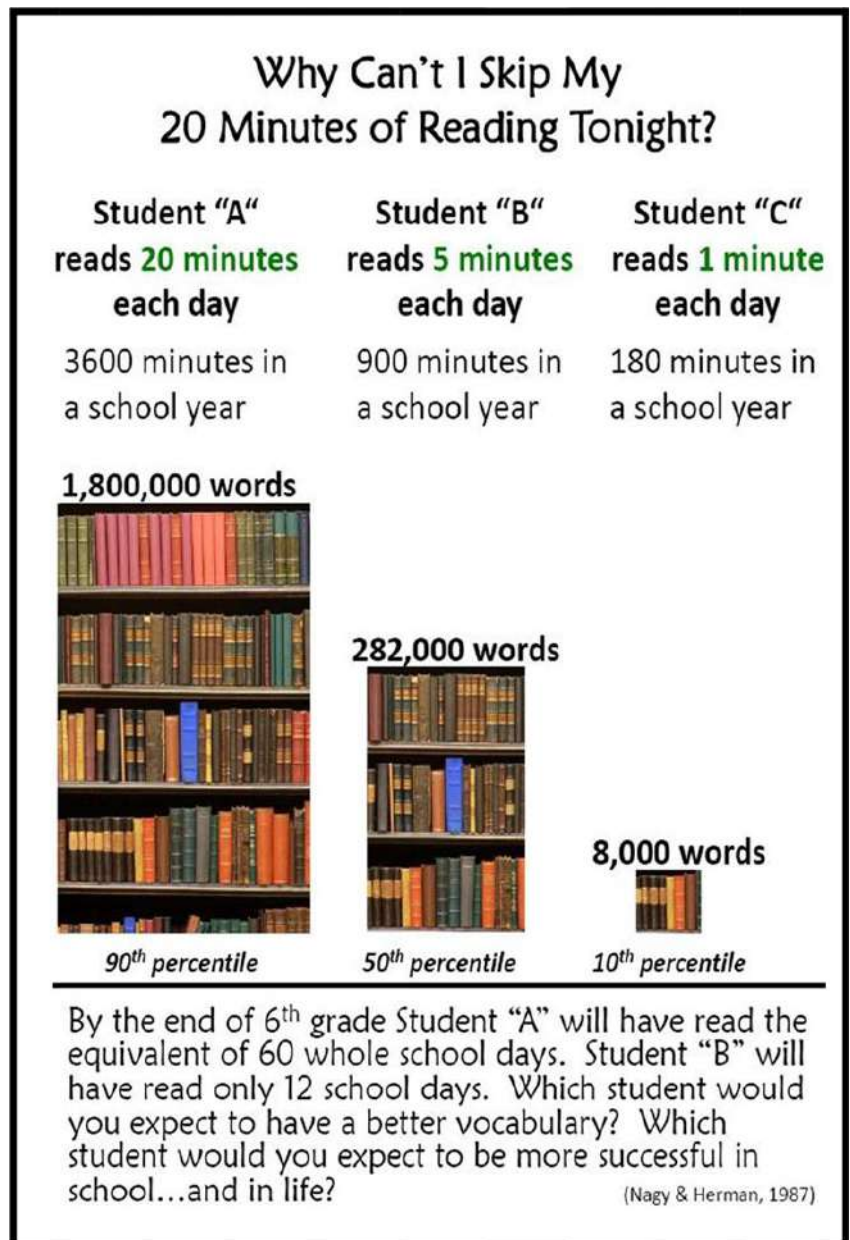 Why Can't I Skip My
20 Minutes of Reading Tonight?
Student "A"
reads 20 minutes
each day
3600 minutes in
a school year
Student "B"
reads 5 minutes
each day
900 minutes in
a school year
Student "C"
reads 1 minute
each day
180 minutes in
a school year
1,800,000 words
90th percentile
282,000 words
50th percentile
8,000 words
10th percentile
By the end of 6th grade Student "A" will have read the
equivalent of 60 whole school days. Student "B" will
have read only 12 school days. Which student would
you expect to have a better vocabulary? Which
student would you expect to be more successful in
school...and in life?
(Nagy & Herman, 1987)